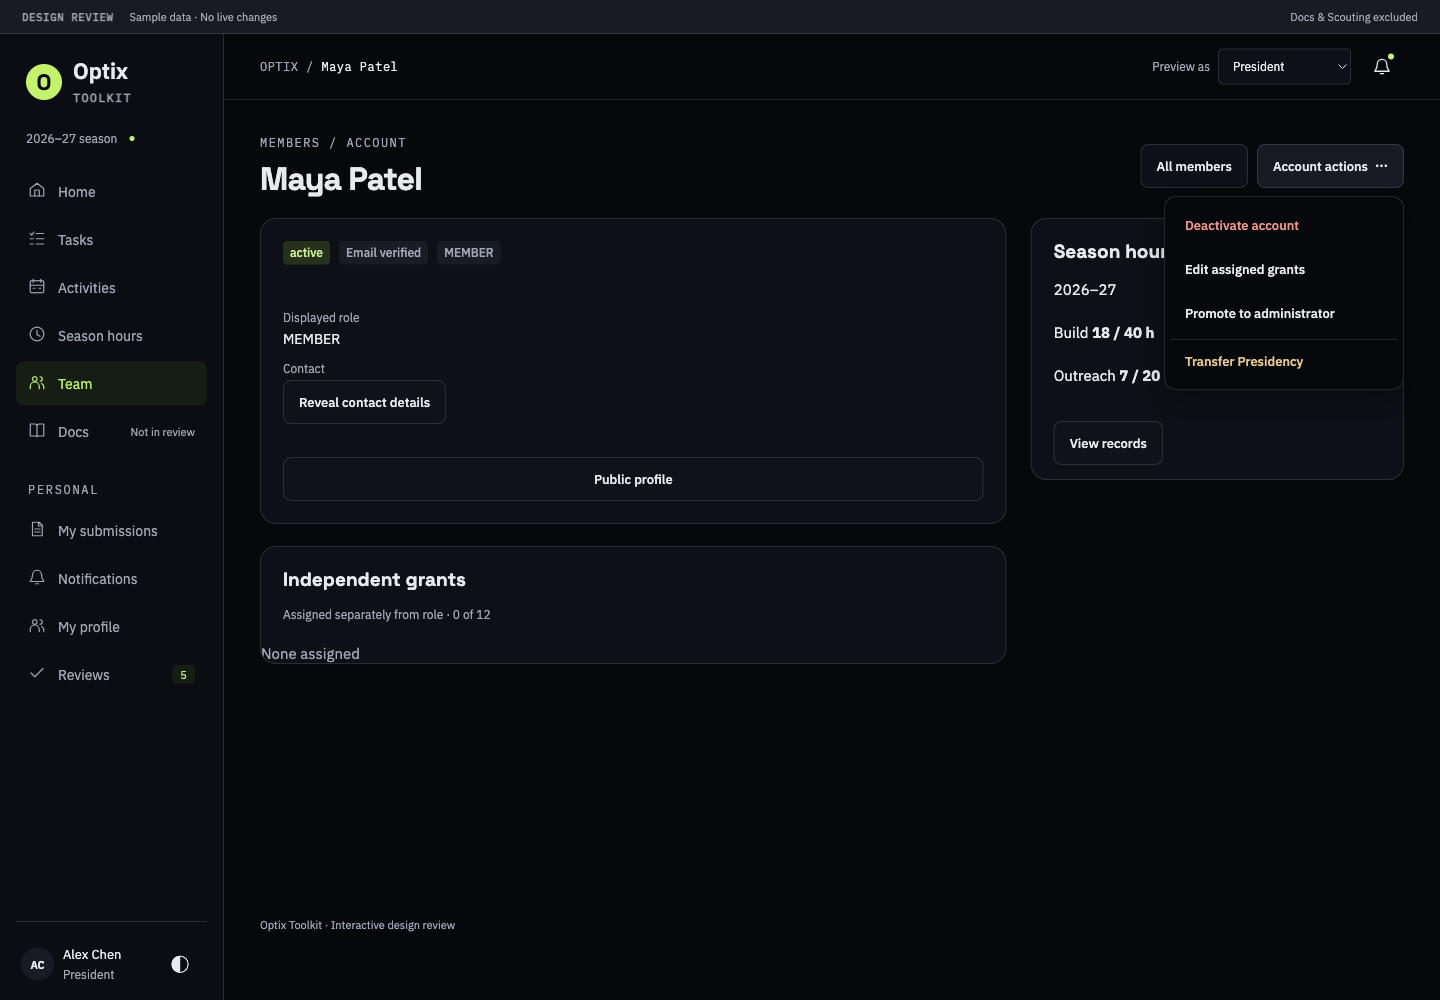 DESIGN REVIEW Sample data · No live changes Docs & Scouting excluded
O Optix
TOOLKIT
2026–27 season
Home
Tasks
Activities
Season hours
Team
Docs Not in review
PERSONAL
My submissions
Notifications
My profile
Reviews 5
AC Alex Chen
President
OPTIX / Maya Patel
Preview as President
MEMBERS / ACCOUNT
Maya Patel
All members
Account actions ···
Deactivate account
Edit assigned grants
Promote to administrator
Transfer Presidency
active Email verified MEMBER
Displayed role
MEMBER
Contact
Reveal contact details
Public profile
Season hour
2026–27
Build 18 / 40 h
Outreach 7 / 20
View records
Independent grants
Assigned separately from role · 0 of 12
None assigned
Optix Toolkit · Interactive design review